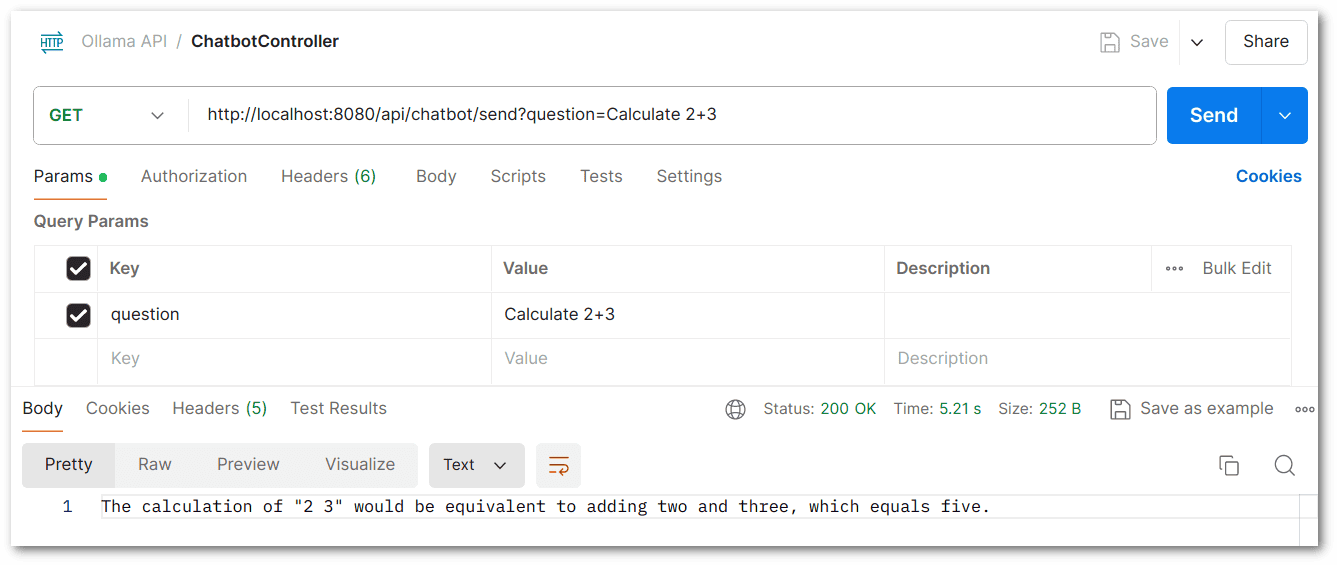 HTTP Ollama API / ChatbotController Save Share
GET http://localhost:8080/api/chatbot/send?question=Calculate 2+3 Send
Params Authorization Headers (6) Body Scripts Tests Settings Cookies
Query Params
Key Value Description Bulk Edit
question Calculate 2+3
Key Value Description
Body Cookies Headers (5) Test Results Status: 200 OK Time: 5.21 s Size: 252 B Save as example
Pretty Raw Preview Visualize Text
1 The calculation of "2 3" would be equivalent to adding two and three, which equals five.